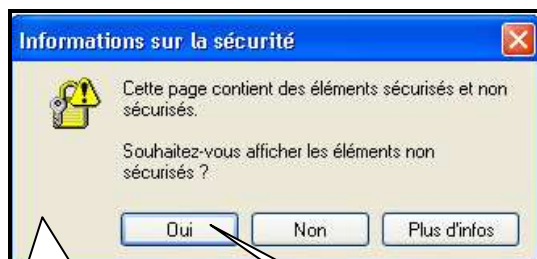 Informations sur la sécurité
Cette page contient des éléments sécurisés et non
sécurisés.
Souhaitez-vous afficher les éléments non
sécurisés ?
Oui
Non
Plus d'infos